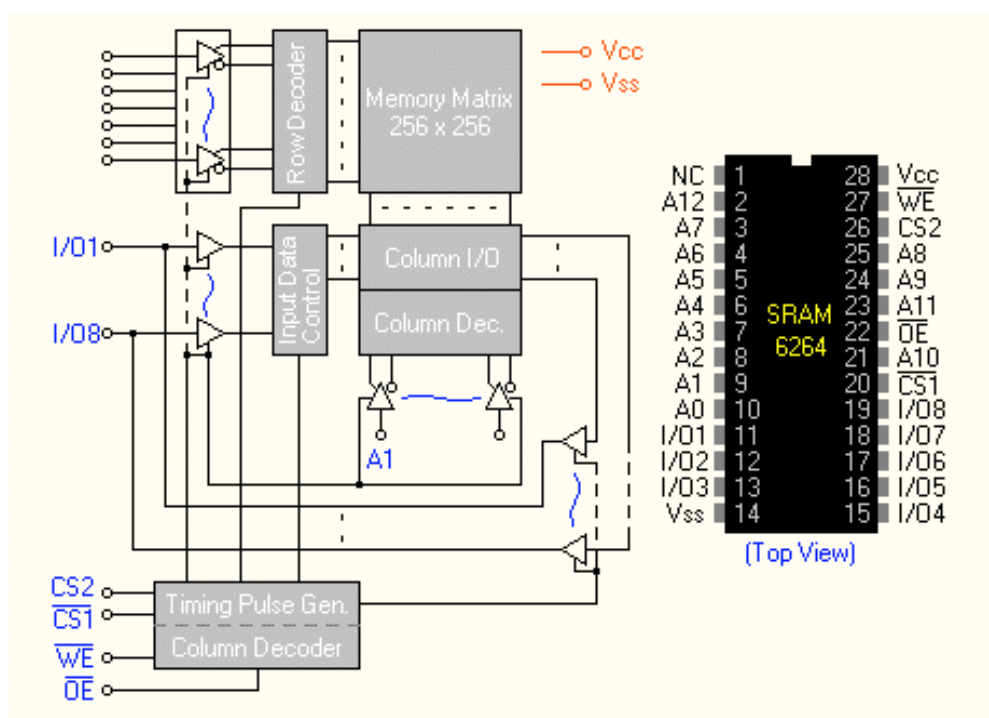 Row Decoder
Memory Matrix
256 x 256
Vcc
Vss
I/O1
I/O8
Input Data
Control
Column I/O
Column Dec.
A1
CS2
CS1
WE
OE
Timing Pulse Gen.
Column Decoder
NC 1 28 Vcc
A12 2 27 WE
A7 3 26 CS2
A6 4 25 A8
A5 5 24 A9
A4 6 23 A11
A3 7 22 OE
A2 8 21 A10
A1 9 20 CS1
A0 10 19 I/O8
I/O1 11 18 I/O7
I/O2 12 17 I/O6
I/O3 13 16 I/O5
Vss 14 15 I/O4
SRAM
6264
(Top View)